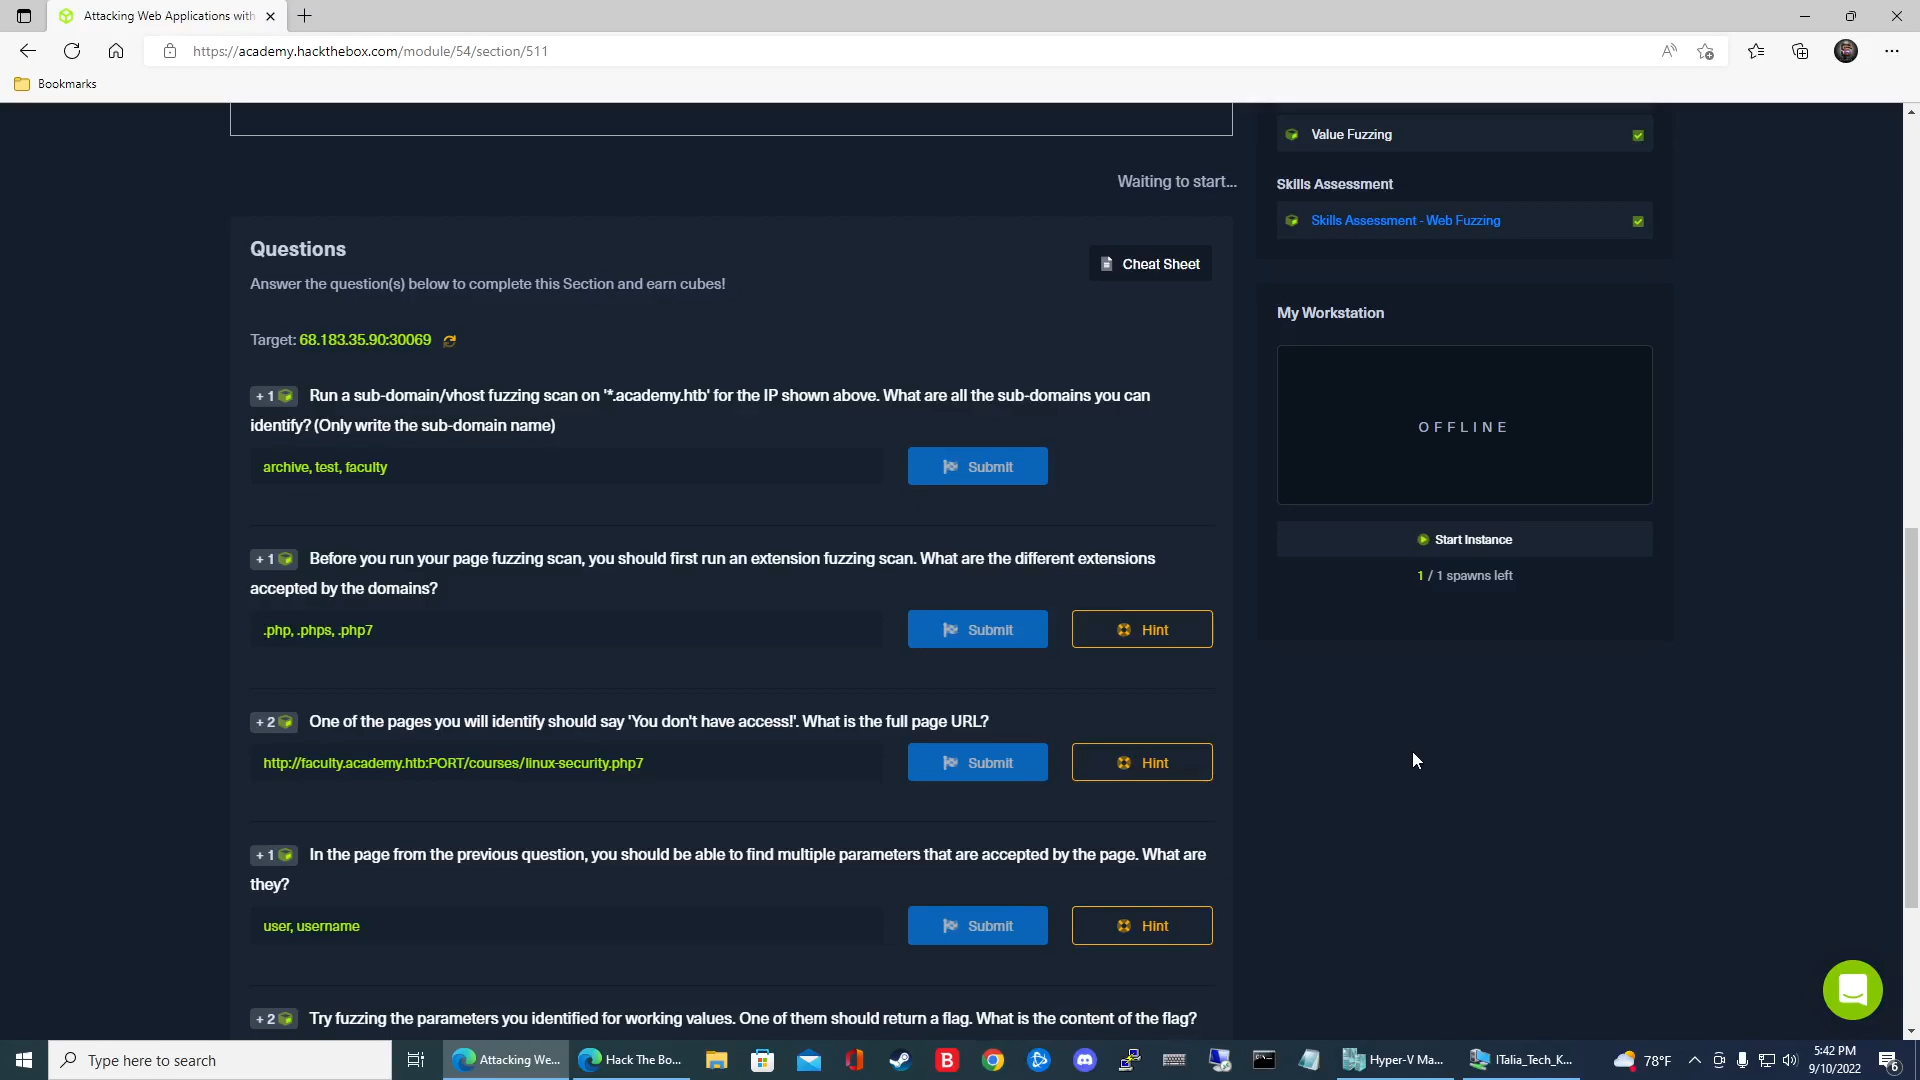 Attacking Web Applications with
https://academy.hackthebox.com/module/54/section/511
Bookmarks
Value Fuzzing
Waiting to start...
Skills Assessment
Skills Assessment - Web Fuzzing
Questions
Cheat Sheet
Answer the question(s) below to complete this Section and earn cubes!
My Workstation
Target: 68.183.35.90:30069
+ 1 Run a sub-domain/vhost fuzzing scan on '*.academy.htb' for the IP shown above. What are all the sub-domains you can
identify? (Only write the sub-domain name)
OFFLINE
archive, test, faculty
Submit
Start Instance
1 / 1 spawns left
+ 1 Before you run your page fuzzing scan, you should first run an extension fuzzing scan. What are the different extensions
accepted by the domains?
.php, .phps, .php7
Submit
Hint
+ 2 One of the pages you will identify should say 'You don't have access!'. What is the full page URL?
http://faculty.academy.htb:PORT/courses/linux-security.php7
Submit
Hint
+ 1 In the page from the previous question, you should be able to find multiple parameters that are accepted by the page. What are
they?
user, username
Submit
Hint
+ 2 Try fuzzing the parameters you identified for working values. One of them should return a flag. What is the content of the flag?
Type here to search
Attacking We...
Hack The Bo...
B
Hyper-V Ma...
ITalia_Tech_K...
78°F
5:42 PM
9/10/2022
6